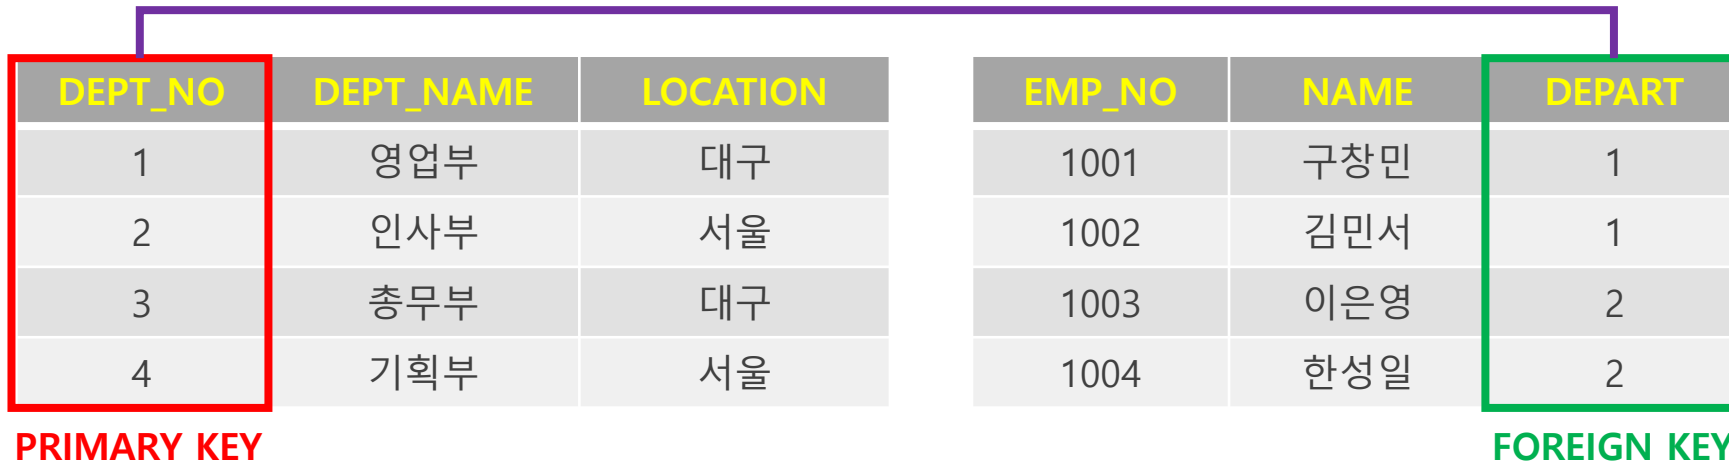 DEPT_NO DEPT_NAME LOCATION EMP_NO NAME DEPART
1 영업부 대구 1001 구창민 1
2 인사부 서울 1002 김민서 1
3 총무부 대구 1003 이은영 2
4 기획부 서울 1004 한성일 2
PRIMARY KEY FOREIGN KEY